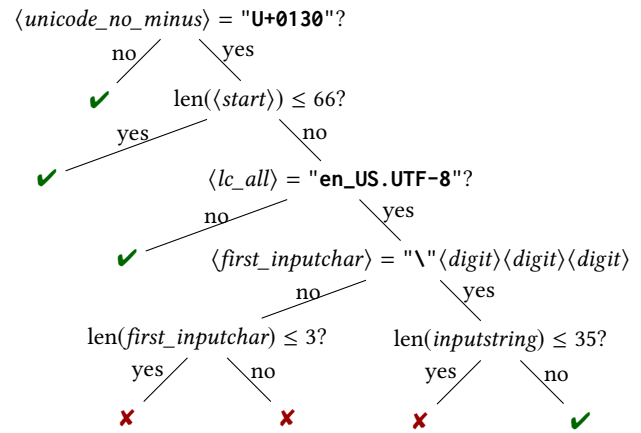 ⟨unicode_no_minus⟩ = "U+0130"?
no yes
✔ len(⟨start⟩) ≤ 66?
yes no
✔ ⟨lc_all⟩ = "en_US.UTF-8"?
no yes
✔ ⟨first_inputchar⟩ = "\"⟨digit⟩⟨digit⟩⟨digit⟩
no yes
len(first_inputchar) ≤ 3? len(inputstring) ≤ 35?
yes no yes no
✘ ✘ ✘ ✔